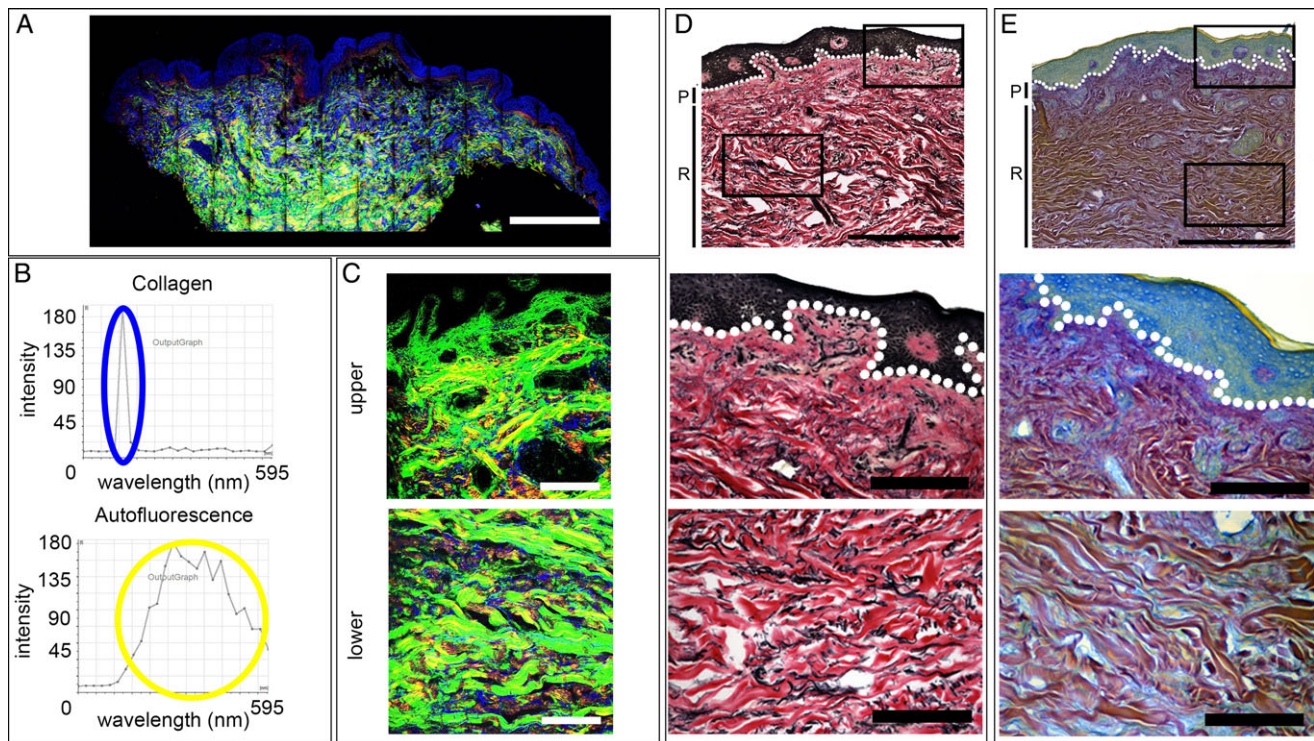 A
B
Collagen
180
135
90
45
0
595
intensity
wavelength (nm)
OutputGraph
Autofluorescence
180
135
90
45
0
595
intensity
wavelength (nm)
OutputGraph
C
upper
lower
D
P
R
E
P
R